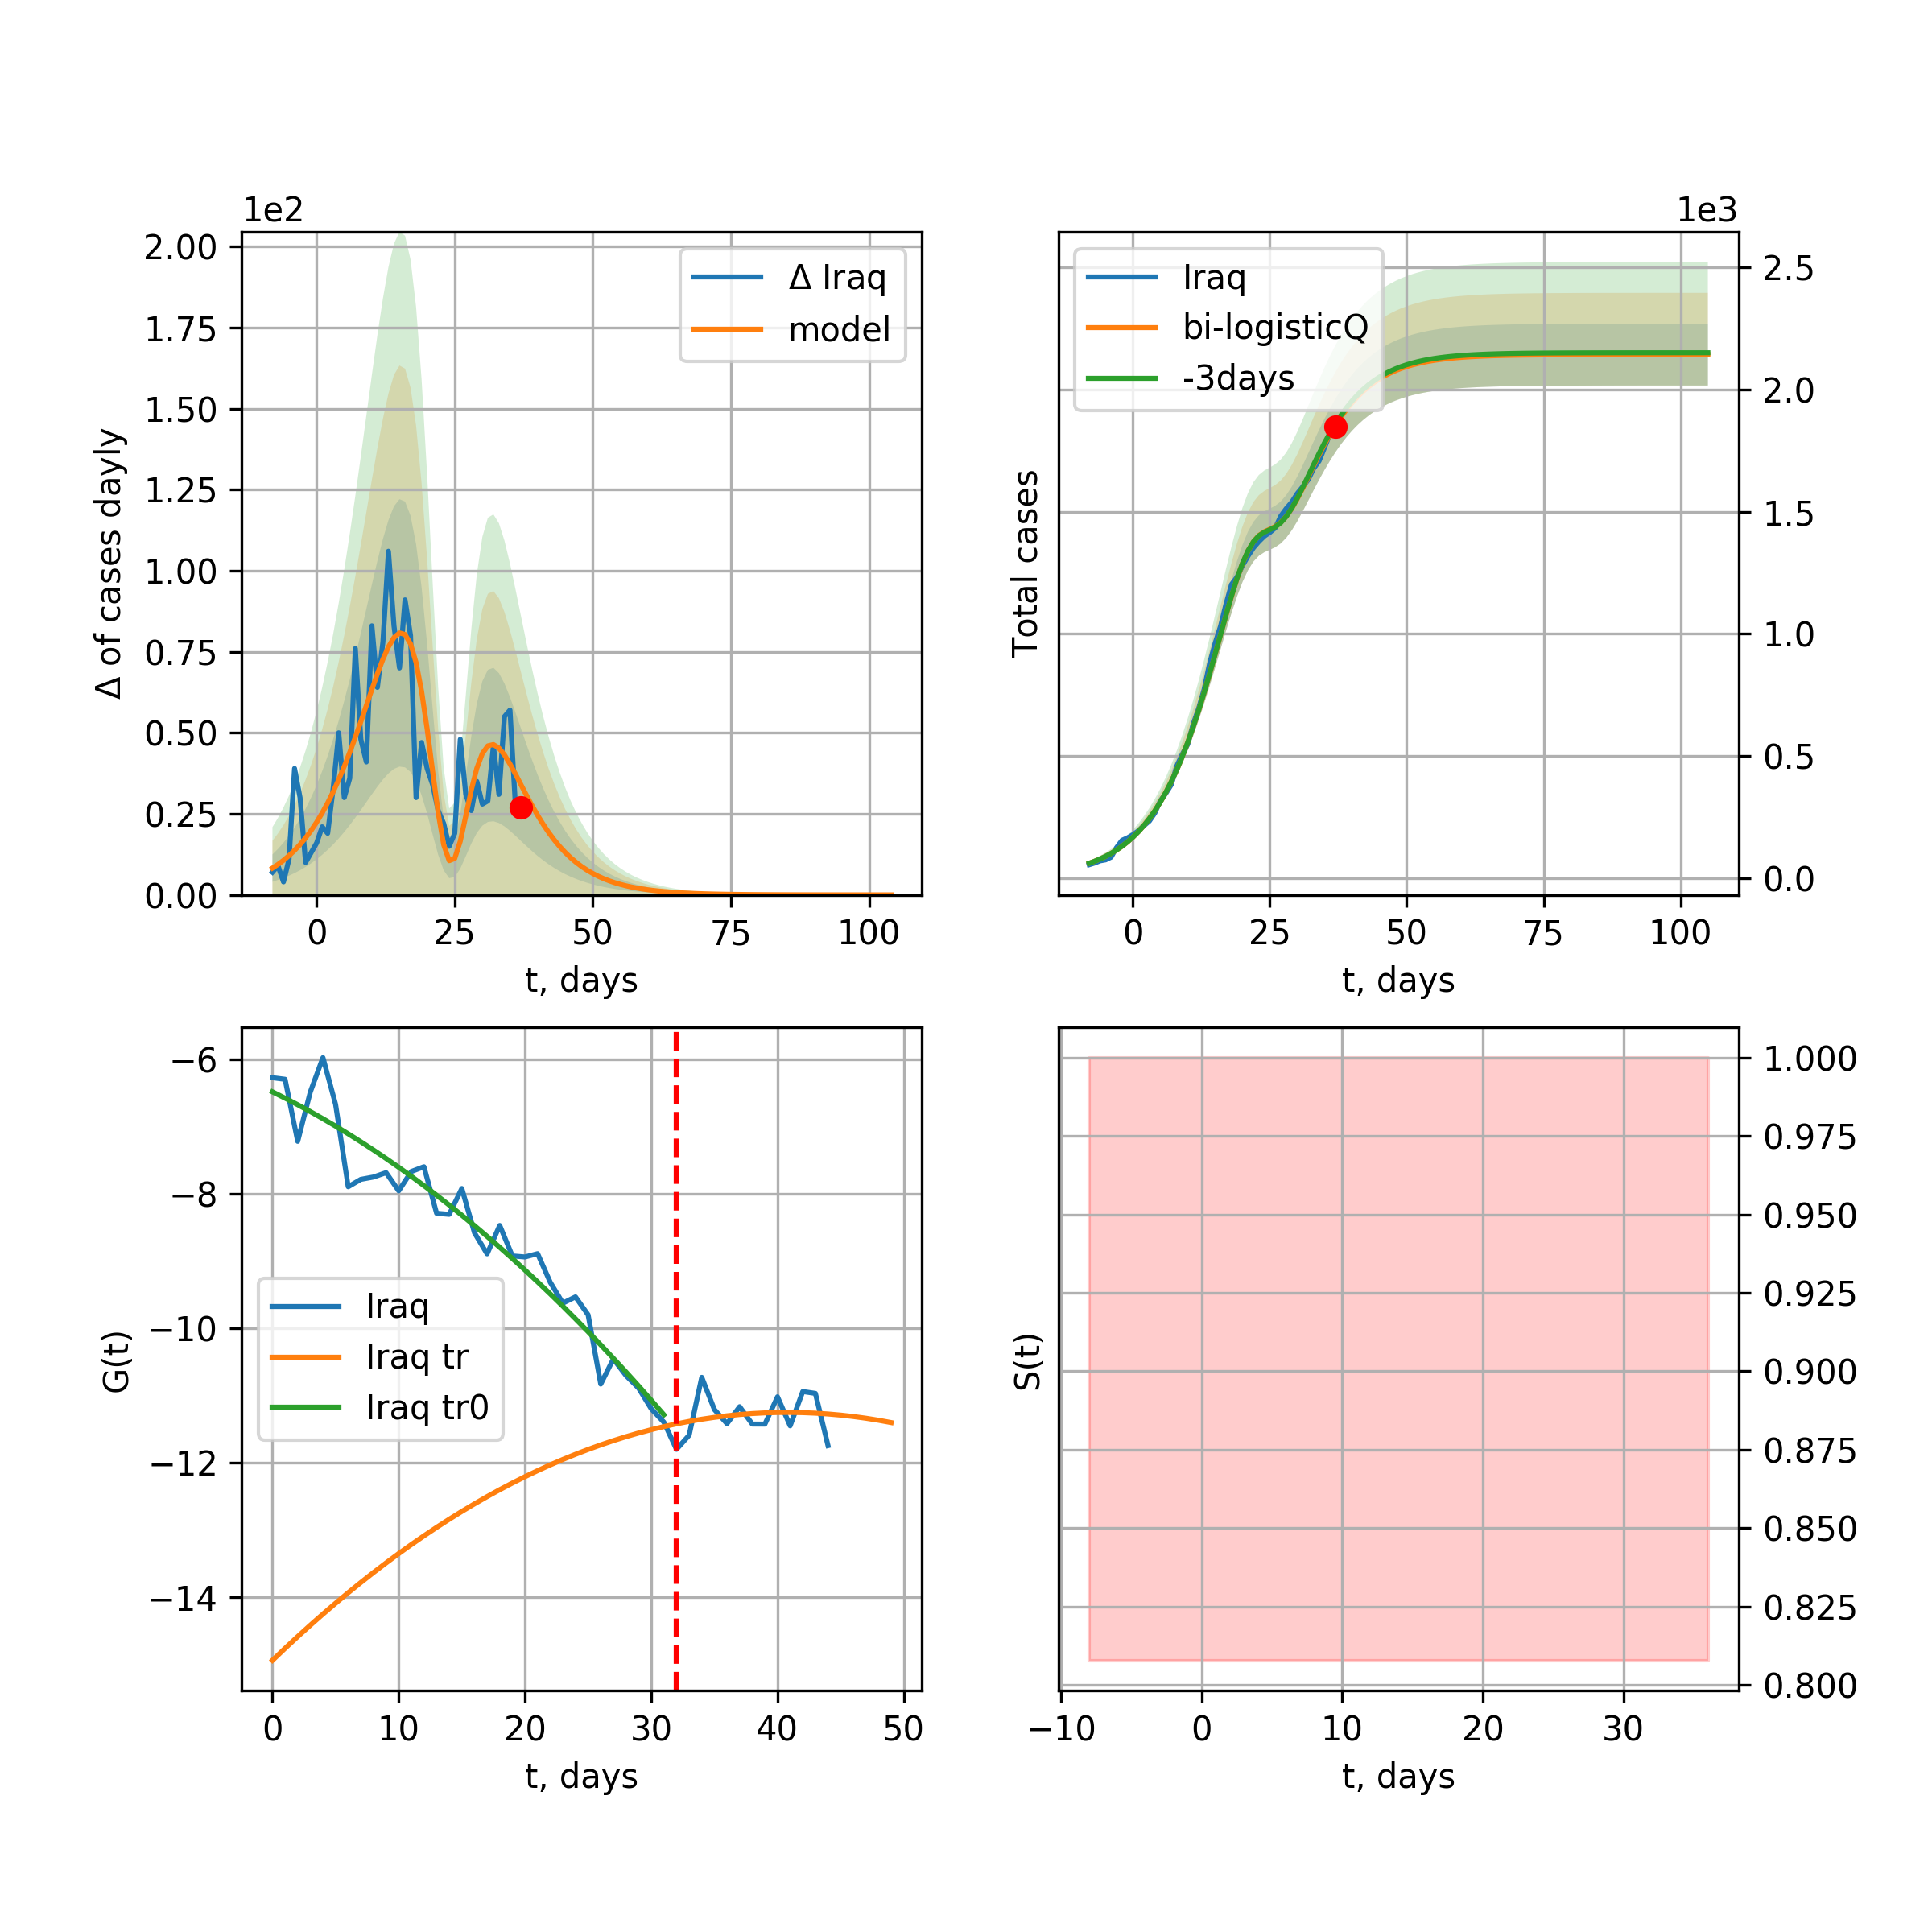 1e2
2.00
1.75
1.50
1.25
1.00
0.75
0.50
0.25
0.00
Δ of cases dayly
Δ Iraq
model
0 25 50 75 100
t, days
1e3
Iraq
bi-logisticQ
-3days
Total cases
2.5
2.0
1.5
1.0
0.5
0.0
0 25 50 75 100
t, days
−6
−8
−10
−12
−14
G(t)
Iraq
Iraq tr
Iraq tr0
0 10 20 30 40 50
t, days
S(t)
1.000
0.975
0.950
0.925
0.900
0.875
0.850
0.825
0.800
−10 0 10 20 30
t, days